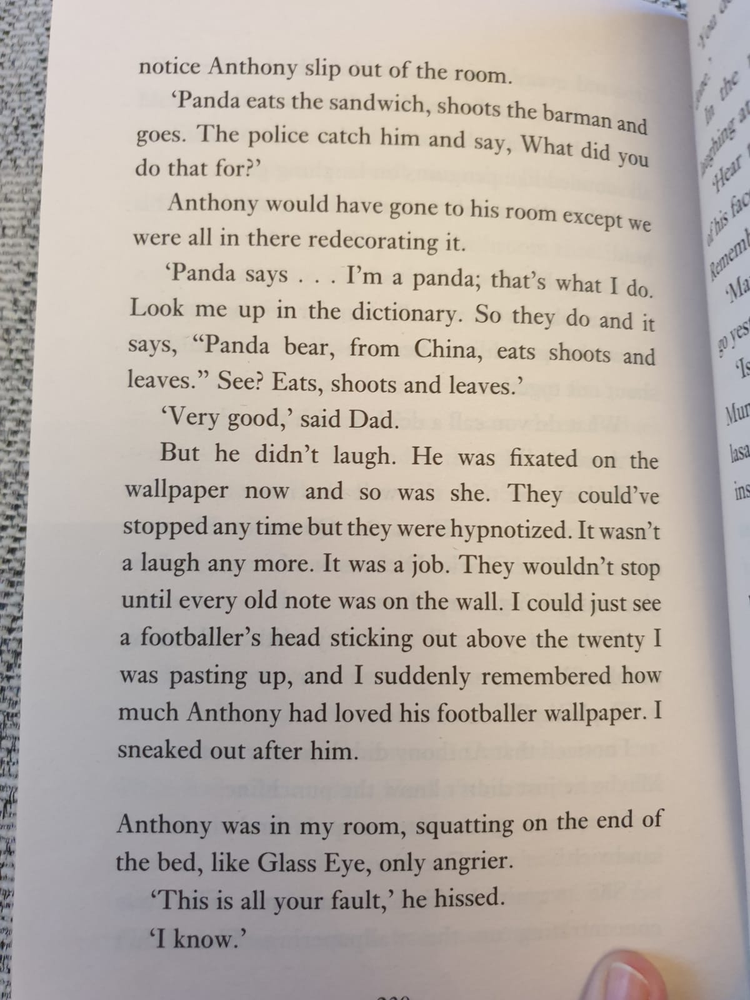 notice Anthony slip out of the room.
‘Panda eats the sandwich, shoots the barman and
goes. The police catch him and say, What did you
do that for?’
Anthony would have gone to his room except we
were all in there redecorating it.
‘Panda says . . . I’m a panda; that’s what I do.
Look me up in the dictionary. So they do and it
says, “Panda bear, from China, eats shoots and
leaves.” See? Eats, shoots and leaves.’
‘Very good,’ said Dad.
But he didn’t laugh. He was fixated on the
wallpaper now and so was she. They could’ve
stopped any time but they were hypnotized. It wasn’t
a laugh any more. It was a job. They wouldn’t stop
until every old note was on the wall. I could just see
a footballer’s head sticking out above the twenty I
was pasting up, and I suddenly remembered how
much Anthony had loved his footballer wallpaper. I
sneaked out after him.
Anthony was in my room, squatting on the end of
the bed, like Glass Eye, only angrier.
‘This is all your fault,’ he hissed.
‘I know.’
In the
‘Hear
of his
go